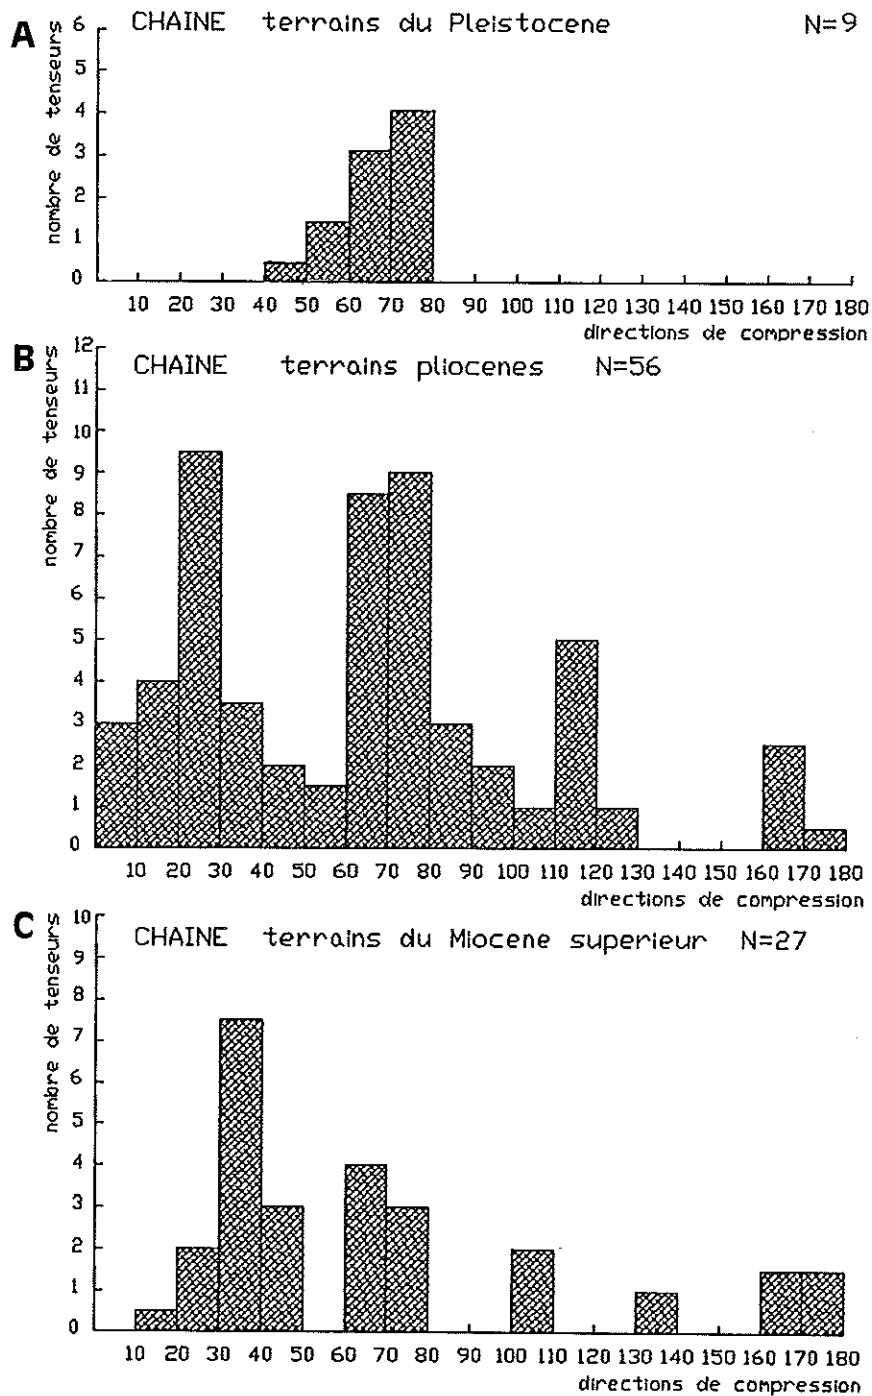 A
CHAINE terrains du Pleistocene N=9
nombre de tenseurs
6
5
4
3
2
1
0
10 20 30 40 50 60 70 80 90 100 110 120 130 140 150 160 170 180
directions de compression
B
CHAINE terrains pliocenes N=56
nombre de tenseurs
12
11
10
9
8
7
6
5
4
3
2
1
0
10 20 30 40 50 60 70 80 90 100 110 120 130 140 150 160 170 180
directions de compression
C
CHAINE terrains du Miocene superieur N=27
nombre de tenseurs
10
9
8
7
6
5
4
3
2
1
0
10 20 30 40 50 60 70 80 90 100 110 120 130 140 150 160 170 180
directions de compression